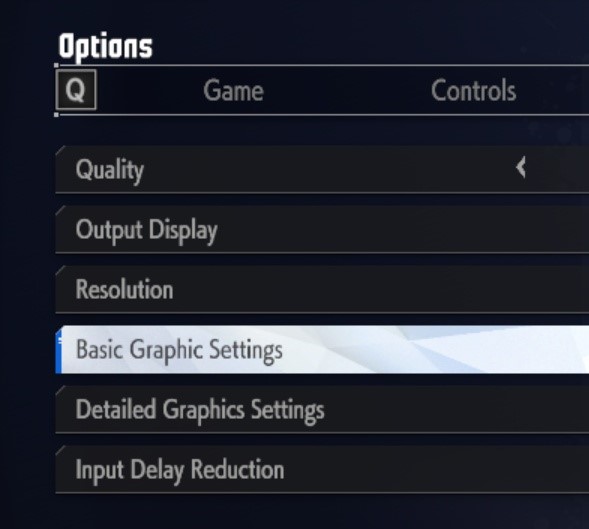 Options
Q Game Controls
Quality
Output Display
Resolution
Basic Graphic Settings
Detailed Graphics Settings
Input Delay Reduction